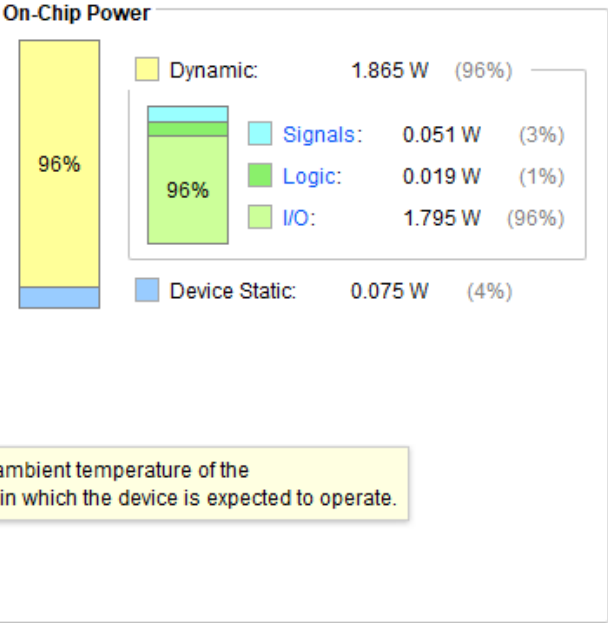 On-Chip Power
Dynamic: 1.865 W (96%)
96%
Signals: 0.051 W (3%)
Logic: 0.019 W (1%)
96%
I/O: 1.795 W (96%)
Device Static: 0.075 W (4%)
ambient temperature of the
in which the device is expected to operate.